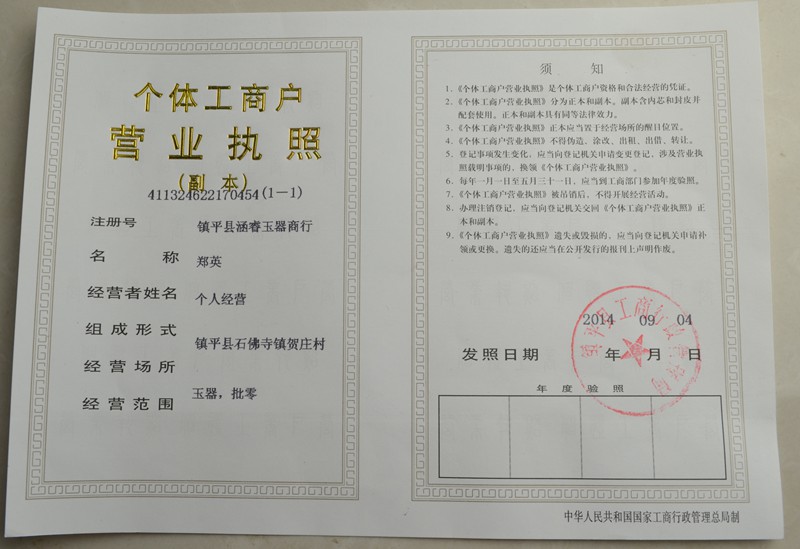 个体工商户
营业执照
(副本)
411324622170454(1-1)
注册号
镇平县涵睿玉器商行
名 称
郑英
经营者姓名
个人经营
组成形式
镇平县石佛寺镇贺庄村
经营场所
玉器，批零
经营范围
须 知
1.《个体工商户营业执照》是个体工商户资格和合法经营的凭证。
2.《个体工商户营业执照》分为正本和副本。副本含内芯和封皮并
配套使用。正本和副本具有同等法律效力。
3.《个体工商户营业执照》正本应当置于经营场所的醒目位置。
4.《个体工商户营业执照》不得伪造、涂改、出租、出借、转让。
5. 登记事项发生变化，应当向登记机关申请变更登记，涉及营业执
照载明事项的，换领《个体工商户营业执照》。
6. 每年一月一日至五月三十一日，应当到工商部门参加年度验照。
7.《个体工商户营业执照》被吊销后，不得开展经营活动。
8. 办理注销登记，应当向登记机关交回《个体工商户营业执照》正
本和副本。
9.《个体工商户营业执照》遗失或毁损的，应当向登记机关申请补
领或更换。遗失的还应当在公开发行的报刊上声明作废。
镇平县工商行政管理局
2014 09 04
发照日期 年 月 日
年度验照
中华人民共和国国家工商行政管理总局制